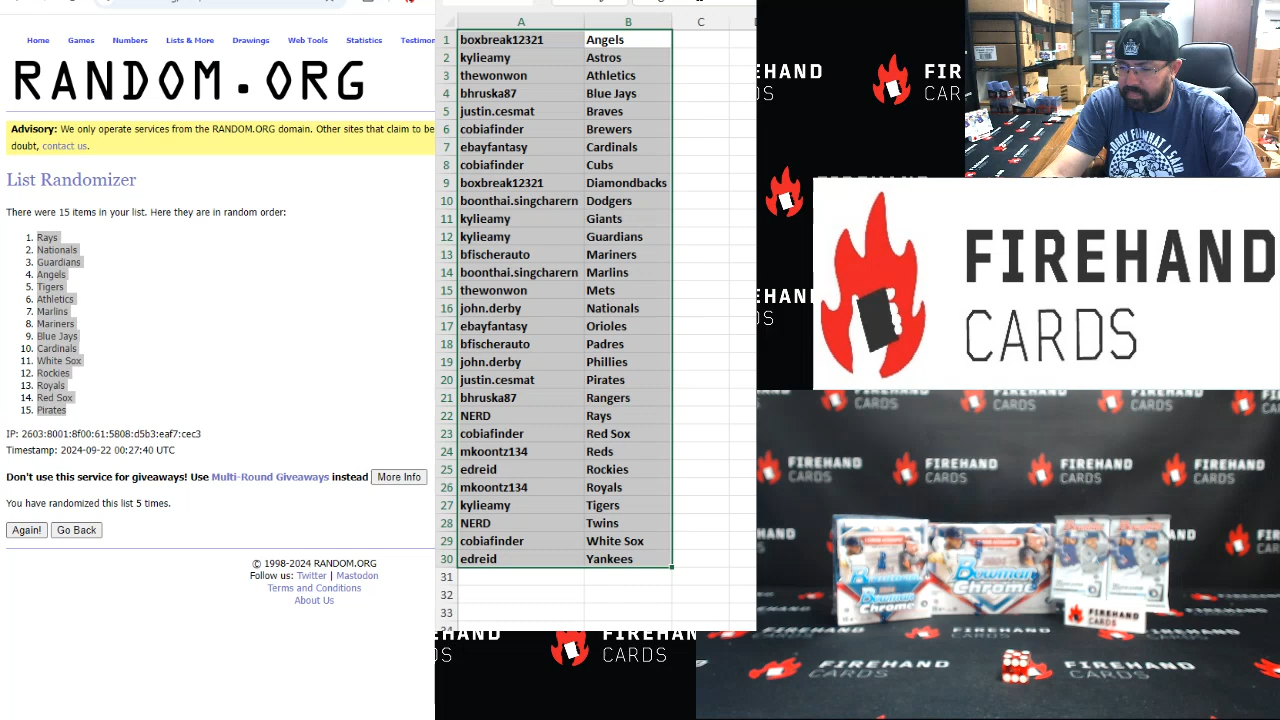 Home Games Numbers Lists & More Drawings Web Tools Statistics Testimon
RANDOM.ORG
Advisory: We only operate services from the RANDOM.ORG domain. Other sites that claim to be
doubt, contact us.
List Randomizer
There were 15 items in your list. Here they are in random order:
1. Rays
2. Nationals
3. Guardians
4. Angels
5. Tigers
6. Athletics
7. Marlins
8. Mariners
9. Blue Jays
10. Cardinals
11. White Sox
12. Rockies
13. Royals
14. Red Sox
15. Pirates
IP: 2603:8001:8f00:61:5808:d5b3:eaf7:cec3
Timestamp: 2024-09-22 00:27:40 UTC
Don't use this service for giveaways! Use Multi-Round Giveaways instead More Info
You have randomized this list 5 times.
Again! Go Back
© 1998-2024 RANDOM.ORG
Follow us: Twitter | Mastodon
Terms and Conditions
About Us
A B C
1 boxbreak12321 Angels
2 kylieamy Astros
3 thewonwon Athletics
4 bhruska87 Blue Jays
5 justin.cesmat Braves
6 cobiafinder Brewers
7 ebayfantasy Cardinals
8 cobiafinder Cubs
9 boxbreak12321 Diamondbacks
10 boonthai.singcharern Dodgers
11 kylieamy Giants
12 kylieamy Guardians
13 bfischerauto Mariners
14 boonthai.singcharern Marlins
15 thewonwon Mets
16 john.derby Nationals
17 ebayfantasy Orioles
18 bfischerauto Padres
19 john.derby Phillies
20 justin.cesmat Pirates
21 bhruska87 Rangers
22 NERD Rays
23 cobiafinder Red Sox
24 mkoontz134 Reds
25 edreid Rockies
26 mkoontz134 Royals
27 kylieamy Tigers
28 NERD Twins
29 cobiafinder White Sox
30 edreid Yankees
31
32
33
FIREHAND
CARDS
Bowman
Chrome
Bowman
Chrome
FIREHAND
CARDS
FIREHAND
CARDS
FIREHAND
CARDS